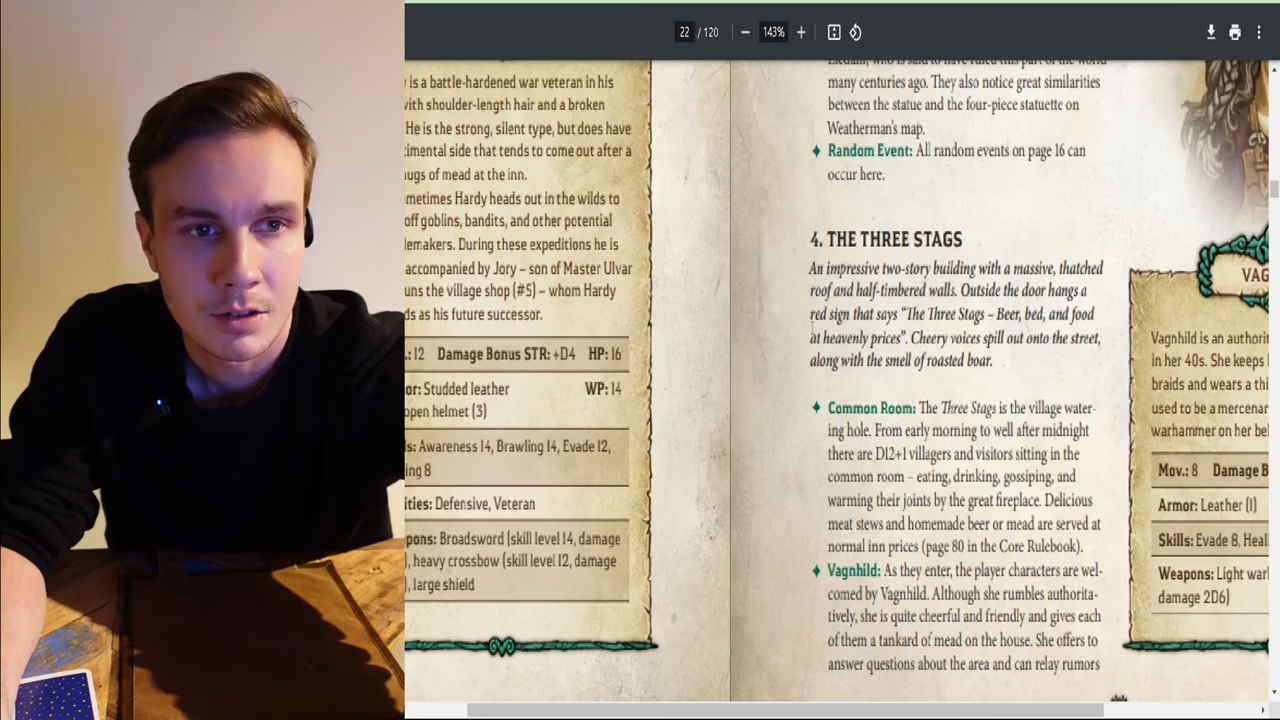 22 / 120
143%
y is a battle-hardened war veteran in his
with shoulder-length hair and a broken
He is the strong, silent type, but does have
timental side that tends to come out after a
ugs of mead at the inn.
metimes Hardy heads out in the wilds to
off goblins, bandits, and other potential
lemakers. During these expeditions he is
accompanied by Jory – son of Master Ulvar
uns the village shop (#5) – whom Hardy
ds as his future successor.
.: 12 Damage Bonus STR: +D4 HP: 16
or: Studded leather WP: 14
open helmet (3)
ls: Awareness 14, Brawling 14, Evade 12,
ing 8
ities: Defensive, Veteran
pons: Broadsword (skill level 14, damage
), heavy crossbow (skill level 12, damage
), large shield
many centuries ago. They also notice great similarities
between the statue and the four-piece statuette on
Weatherman’s map.
✦ Random Event: All random events on page 16 can
occur here.
4. THE THREE STAGS
An impressive two-story building with a massive, thatched
roof and half-timbered walls. Outside the door hangs a
red sign that says “The Three Stags – Beer, bed, and food
at heavenly prices”. Cheery voices spill out onto the street,
along with the smell of roasted boar.
✦ Common Room: The Three Stags is the village water-
ing hole. From early morning to well after midnight
there are D12+1 villagers and visitors sitting in the
common room – eating, drinking, gossiping, and
warming their joints by the great fireplace. Delicious
meat stews and homemade beer or mead are served at
normal inn prices (page 80 in the Core Rulebook).
✦ Vagnhild: As they enter, the player characters are wel-
comed by Vagnhild. Although she rumbles authorita-
tively, she is quite cheerful and friendly and gives each
of them a tankard of mead on the house. She offers to
answer questions about the area and can relay rumors
VAG
Vagnhild is an authorit
in her 40s. She keeps
braids and wears a thi
used to be a mercenar
warhammer on her bel
Mov.: 8 Damage B
Armor: Leather (1)
Skills: Evade 8, Heali
Weapons: Light war
damage 2D6)